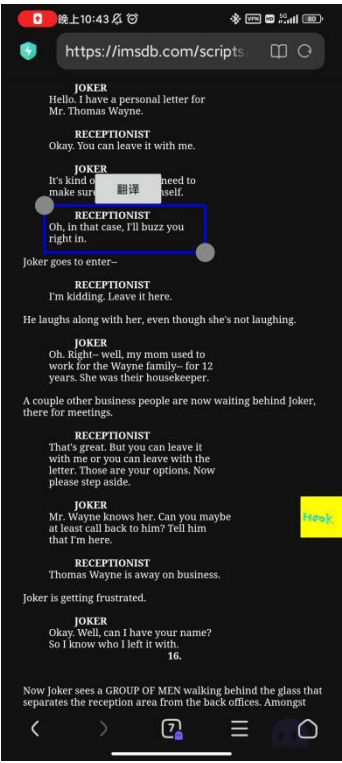 晚上10:43
VPN
5G
80
https://imsdb.com/scripts
JOKER
Hello. I have a personal letter for
Mr. Thomas Wayne.
RECEPTIONIST
Okay. You can leave it with me.
JOKER
It's kind o need to
make sur nself.
翻译
RECEPTIONIST
Oh, in that case, I'll buzz you
right in.
Joker goes to enter--
RECEPTIONIST
I'm kidding. Leave it here.
He laughs along with her, even though she's not laughing.
JOKER
Oh. Right-- well, my mom used to
work for the Wayne family-- for 12
years. She was their housekeeper.
A couple other business people are now waiting behind Joker,
there for meetings.
RECEPTIONIST
That's great. But you can leave it
with me or you can leave with the
letter. Those are your options. Now
please step aside.
JOKER
Mr. Wayne knows her. Can you maybe
at least call back to him? Tell him
that I'm here.
Hook
RECEPTIONIST
Thomas Wayne is away on business.
Joker is getting frustrated.
JOKER
Okay. Well, can I have your name?
So I know who I left it with.
16.
Now Joker sees a GROUP OF MEN walking behind the glass that
separates the reception area from the back offices. Amongst
7